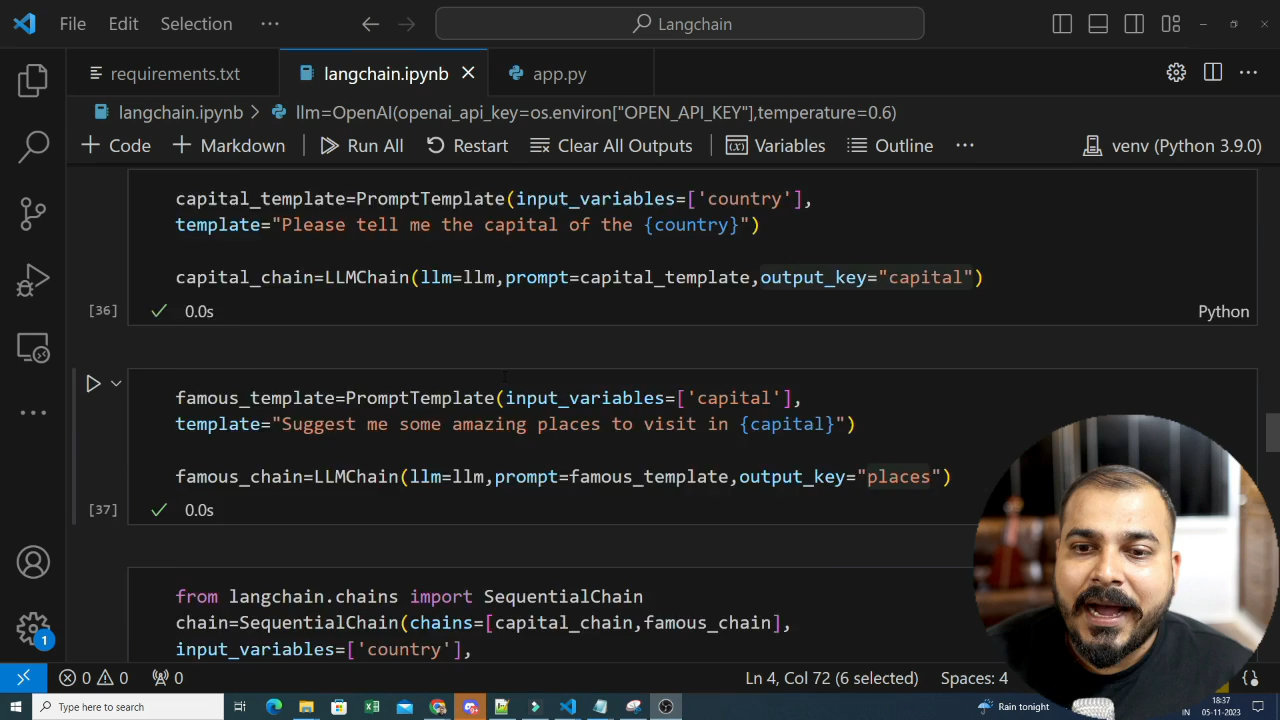 File Edit Selection ··· Langchain
requirements.txt langchain.ipynb app.py
langchain.ipynb > llm=OpenAI(openai_api_key=os.environ["OPEN_API_KEY"],temperature=0.6)
+ Code + Markdown Run All Restart Clear All Outputs Variables Outline ··· venv (Python 3.9.0)
capital_template=PromptTemplate(input_variables=['country'],
template="Please tell me the capital of the {country}")
capital_chain=LLMChain(llm=llm,prompt=capital_template,output_key="capital")
[36] 0.0s Python
famous_template=PromptTemplate(input_variables=['capital'],
template="Suggest me some amazing places to visit in {capital}")
famous_chain=LLMChain(llm=llm,prompt=famous_template,output_key="places")
[37] 0.0s
from langchain.chains import SequentialChain
chain=SequentialChain(chains=[capital_chain,famous_chain],
input_variables=['country'],
1
0 0 0 Ln 4, Col 72 (6 selected) Spaces: 4
Type here to search Rain tonight IN 18:37
05-11-2023